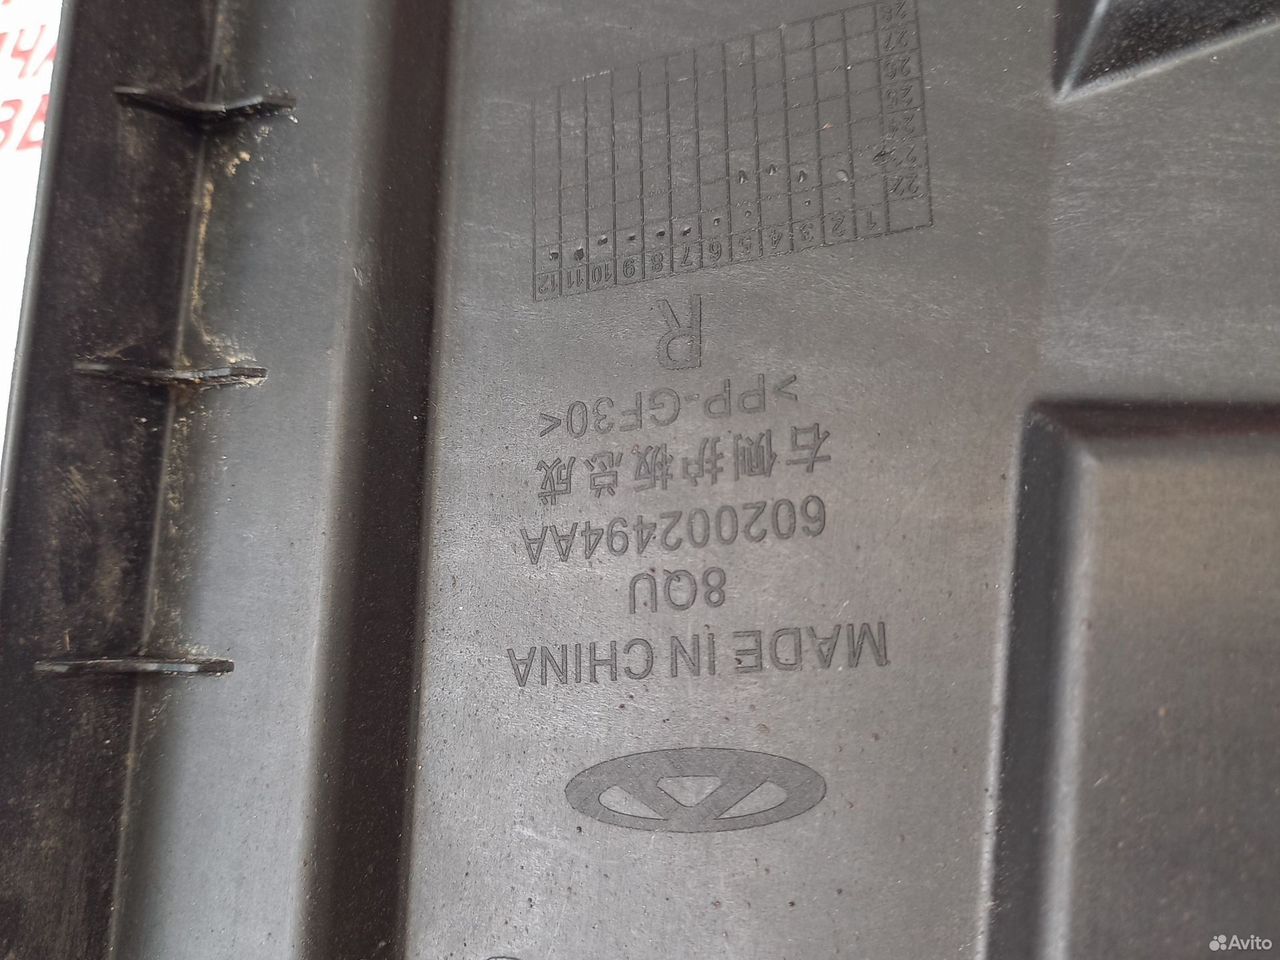 MADE IN CHINA
8QU
602002494AA
右侧护板总成
>PP-GF30<
R
12 11 10 9 8 7 6 5 4 3 2 1
22
23
24
25
26
27
28
Avito